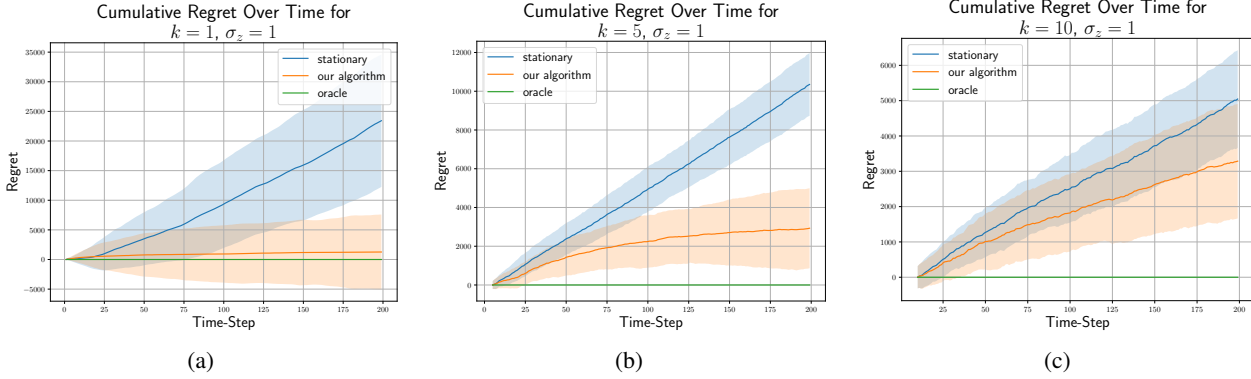 Cumulative Regret Over Time for
k = 1, σz = 1
35000
30000
25000
20000
15000
10000
5000
0
−5000
Regret
stationary
our algorithm
oracle
0 25 50 75 100 125 150 175 200
Time-Step
(a)
Cumulative Regret Over Time for
k = 5, σz = 1
12000
10000
8000
6000
4000
2000
0
Regret
stationary
our algorithm
oracle
0 25 50 75 100 125 150 175 200
Time-Step
(b)
Cumulative Regret Over Time for
k = 10, σz = 1
6000
5000
4000
3000
2000
1000
0
Regret
stationary
our algorithm
oracle
25 50 75 100 125 150 175 200
Time-Step
(c)